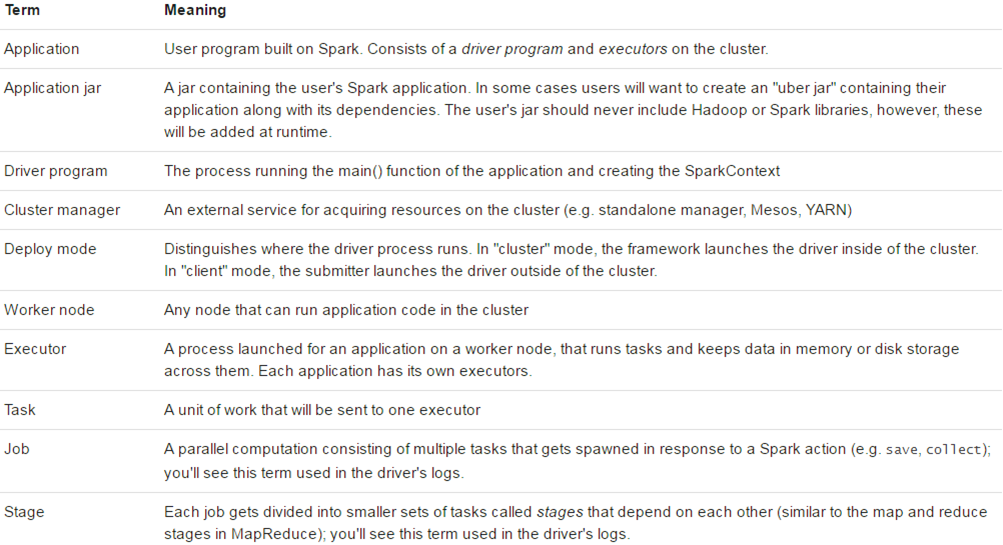 Term Meaning
Application User program built on Spark. Consists of a driver program and executors on the cluster.
Application jar A jar containing the user's Spark application. In some cases users will want to create an "uber jar" containing their
application along with its dependencies. The user's jar should never include Hadoop or Spark libraries, however, these
will be added at runtime.
Driver program The process running the main() function of the application and creating the SparkContext
Cluster manager An external service for acquiring resources on the cluster (e.g. standalone manager, Mesos, YARN)
Deploy mode Distinguishes where the driver process runs. In "cluster" mode, the framework launches the driver inside of the cluster.
In "client" mode, the submitter launches the driver outside of the cluster.
Worker node Any node that can run application code in the cluster
Executor A process launched for an application on a worker node, that runs tasks and keeps data in memory or disk storage
across them. Each application has its own executors.
Task A unit of work that will be sent to one executor
Job A parallel computation consisting of multiple tasks that gets spawned in response to a Spark action (e.g. save, collect);
you'll see this term used in the driver's logs.
Stage Each job gets divided into smaller sets of tasks called stages that depend on each other (similar to the map and reduce
stages in MapReduce); you'll see this term used in the driver's logs.